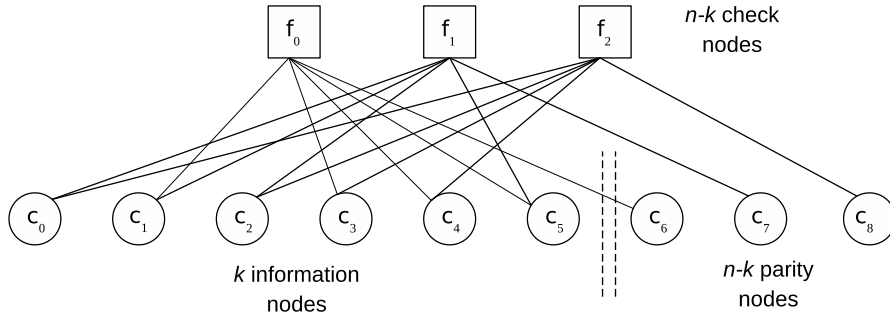 f₀ f₁ f₂
n-k check
nodes
c₀ c₁ c₂ c₃ c₄ c₅ c₆ c₇ c₈
k information
nodes
n-k parity
nodes